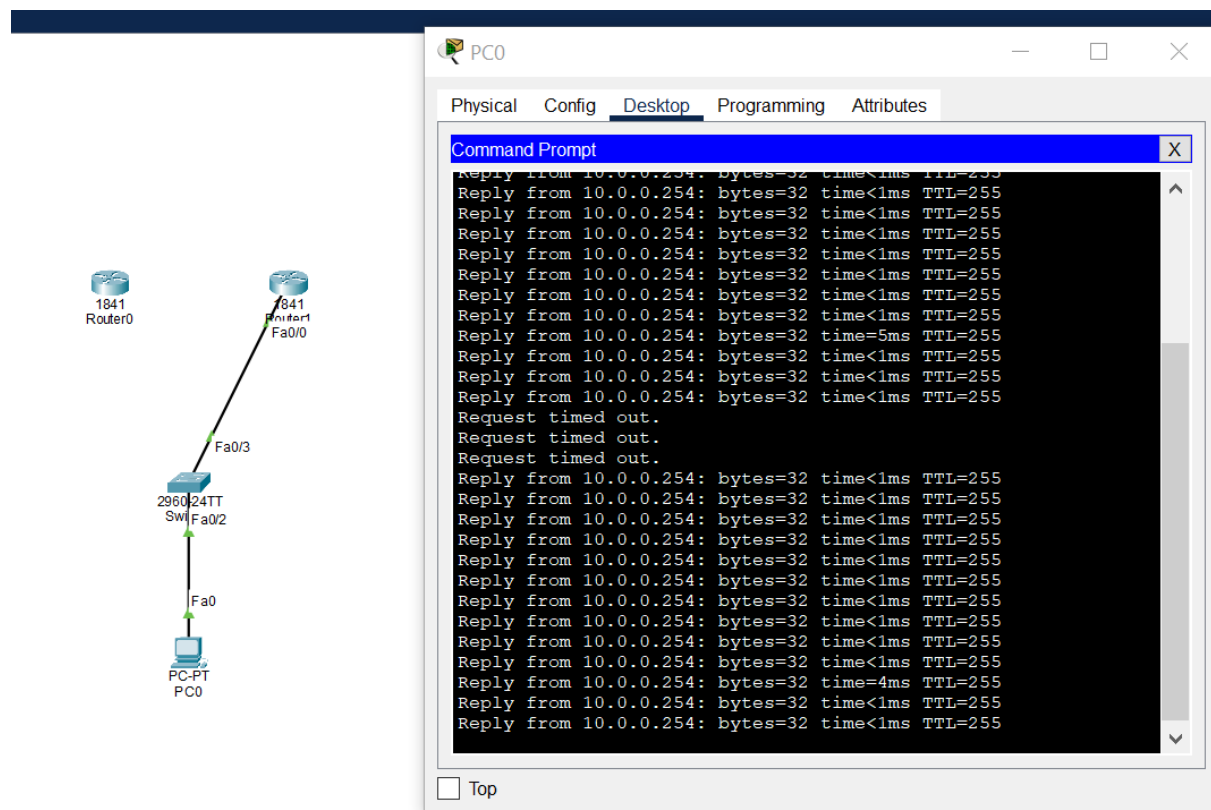 PC0
Physical Config Desktop Programming Attributes
Command Prompt
X
Reply from 10.0.0.254: bytes=32 time<1ms TTL=255
Reply from 10.0.0.254: bytes=32 time<1ms TTL=255
Reply from 10.0.0.254: bytes=32 time<1ms TTL=255
Reply from 10.0.0.254: bytes=32 time<1ms TTL=255
Reply from 10.0.0.254: bytes=32 time<1ms TTL=255
Reply from 10.0.0.254: bytes=32 time<1ms TTL=255
Reply from 10.0.0.254: bytes=32 time<1ms TTL=255
Reply from 10.0.0.254: bytes=32 time<1ms TTL=255
Reply from 10.0.0.254: bytes=32 time=5ms TTL=255
Reply from 10.0.0.254: bytes=32 time<1ms TTL=255
Reply from 10.0.0.254: bytes=32 time<1ms TTL=255
Reply from 10.0.0.254: bytes=32 time<1ms TTL=255
Request timed out.
Request timed out.
Request timed out.
Reply from 10.0.0.254: bytes=32 time<1ms TTL=255
Reply from 10.0.0.254: bytes=32 time<1ms TTL=255
Reply from 10.0.0.254: bytes=32 time<1ms TTL=255
Reply from 10.0.0.254: bytes=32 time<1ms TTL=255
Reply from 10.0.0.254: bytes=32 time<1ms TTL=255
Reply from 10.0.0.254: bytes=32 time<1ms TTL=255
Reply from 10.0.0.254: bytes=32 time<1ms TTL=255
Reply from 10.0.0.254: bytes=32 time<1ms TTL=255
Reply from 10.0.0.254: bytes=32 time<1ms TTL=255
Reply from 10.0.0.254: bytes=32 time<1ms TTL=255
Reply from 10.0.0.254: bytes=32 time=4ms TTL=255
Reply from 10.0.0.254: bytes=32 time<1ms TTL=255
Reply from 10.0.0.254: bytes=32 time<1ms TTL=255
Top
1841
Router0
1841
Router1
Fa0/0
Fa0/3
2960-24TT
Swi
Fa0/2
Fa0
PC-PT
PC0